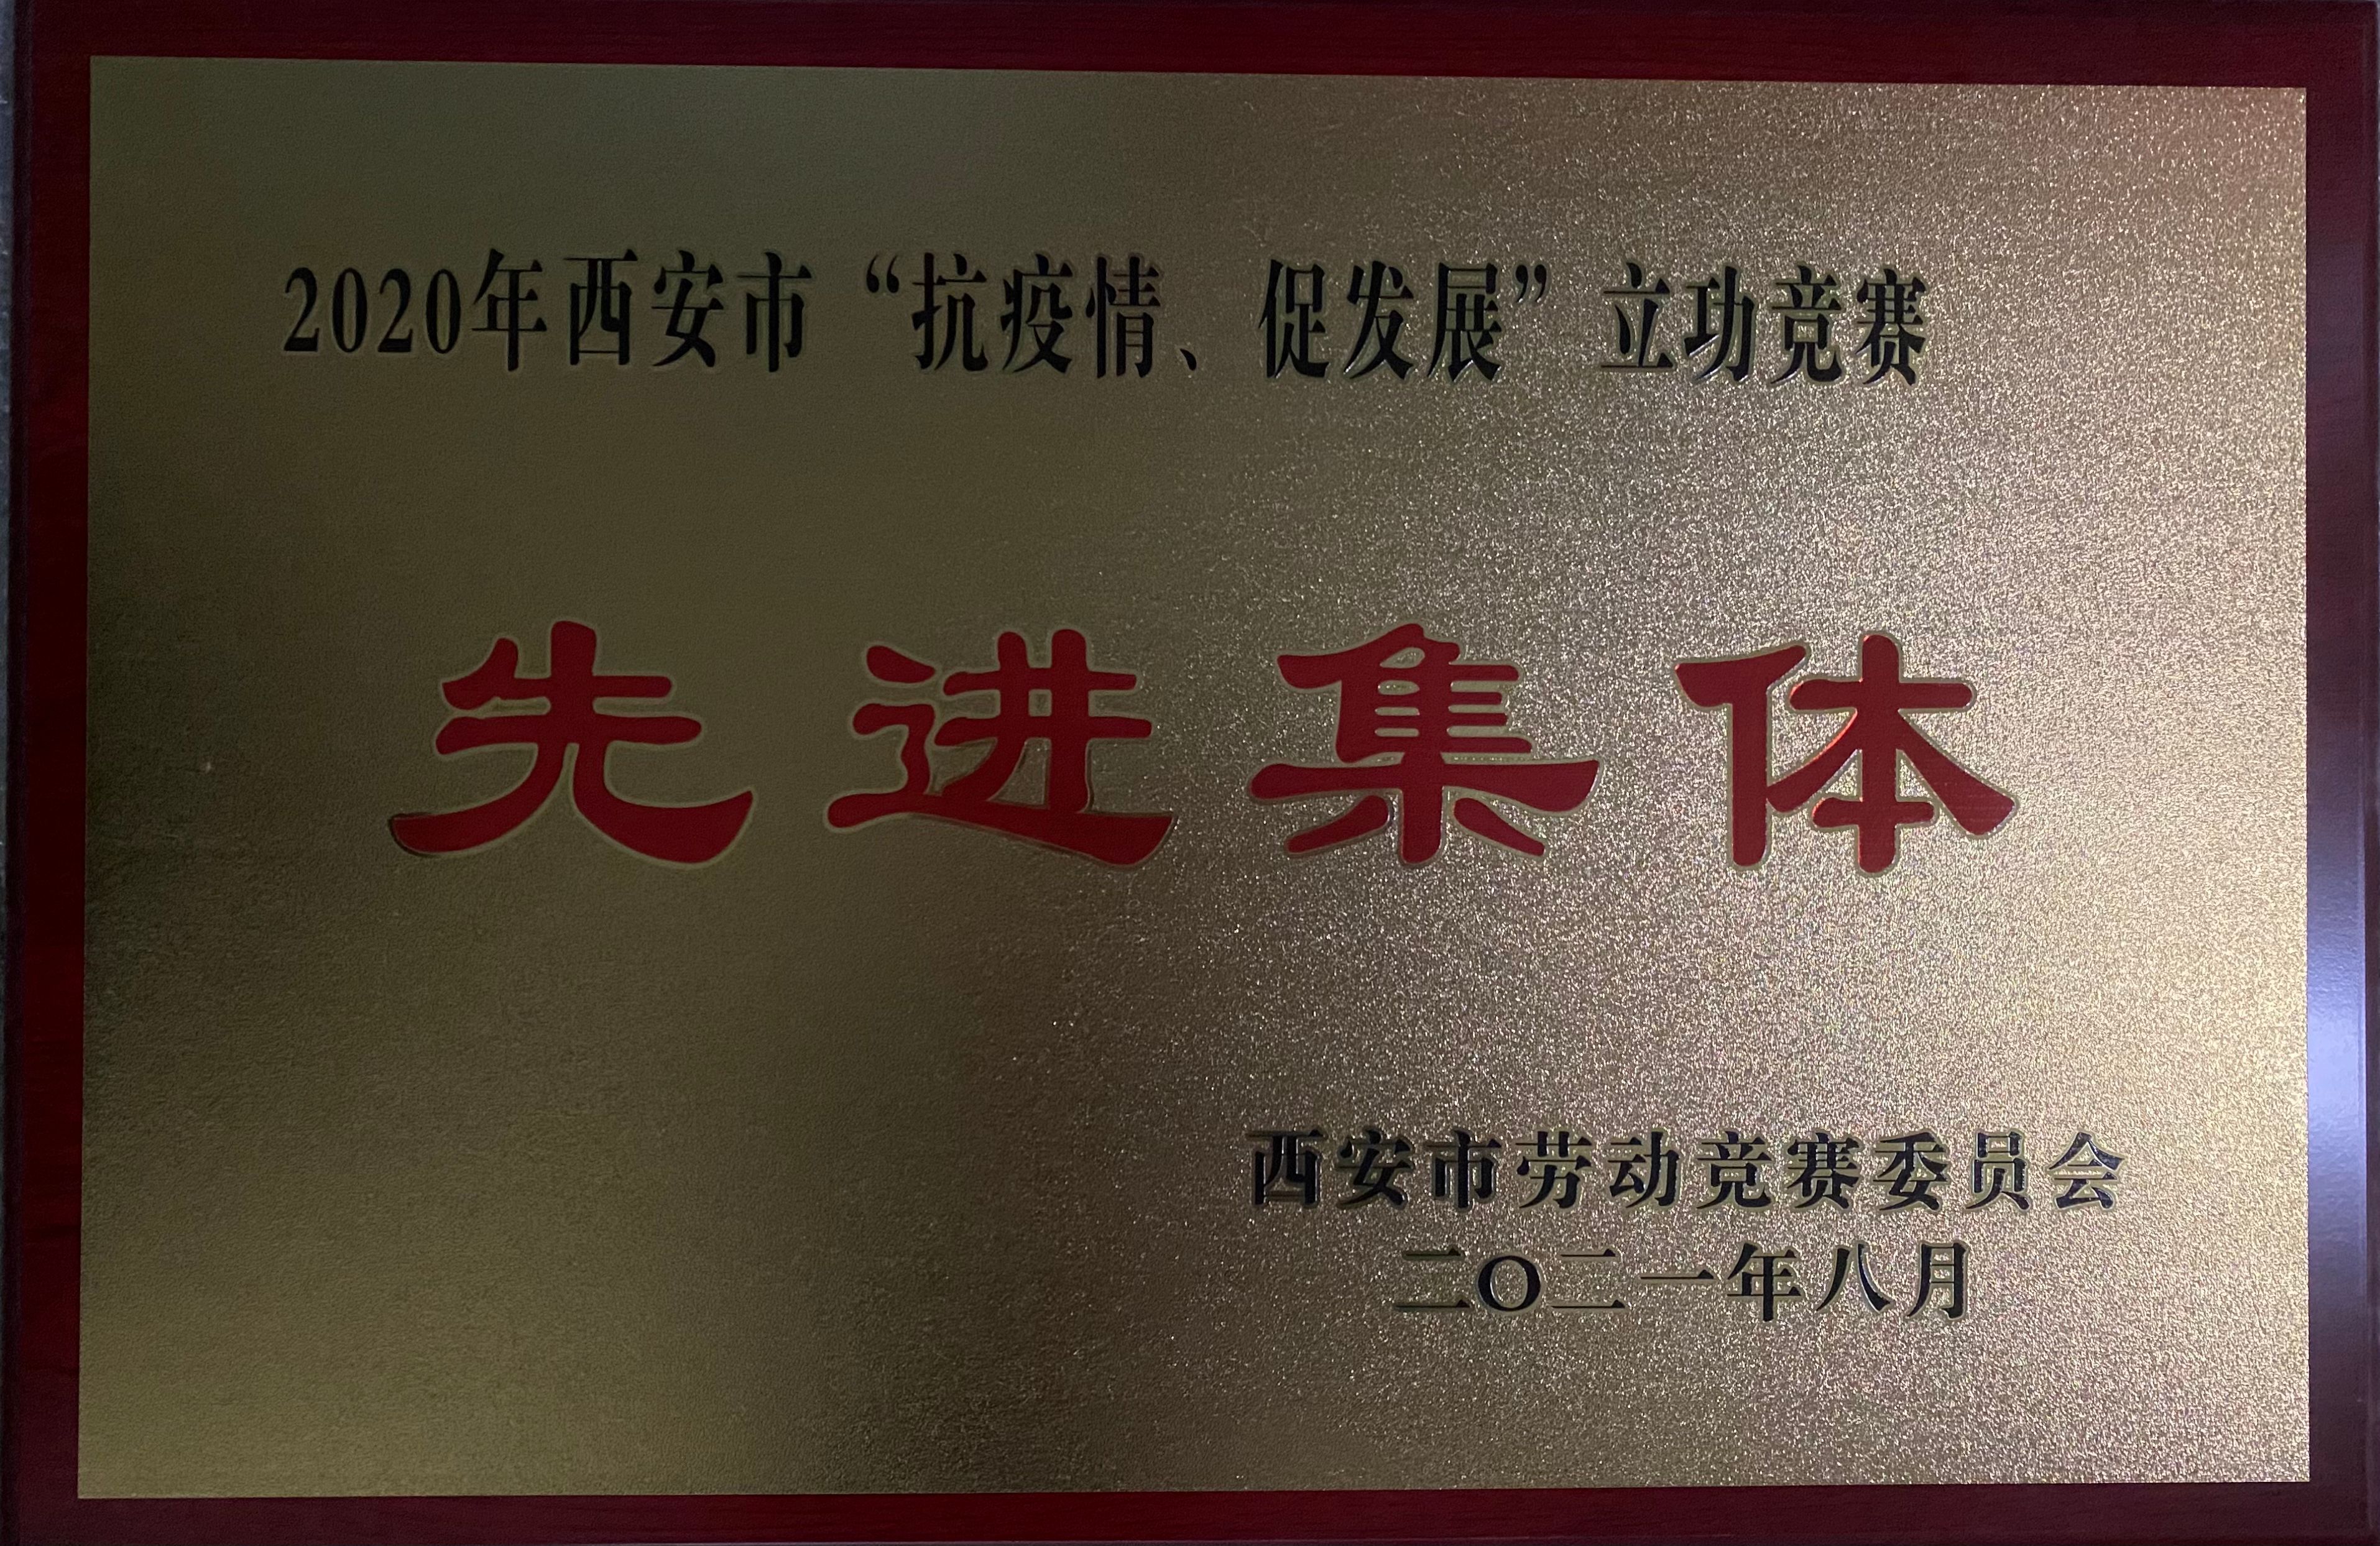 2020年西安市“抗疫情、促发展”立功竞赛
先进集体
西安市劳动竞赛委员会
二〇二一年八月